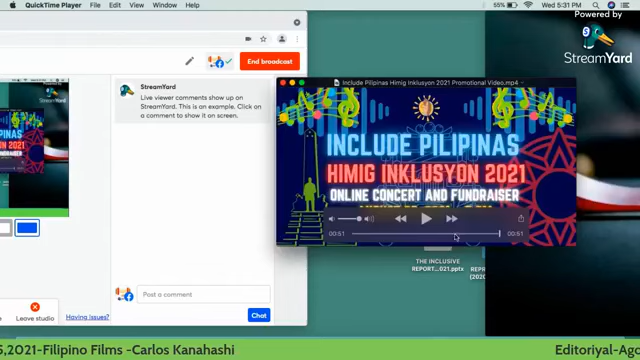 QuickTime Player File Edit View Window Help
55% Wed 5:31 PM
Powered by
StreamYard
End broadcast
StreamYard
Live viewer comments show up on
StreamYard. This is an example. Click on
a comment to show it on screen.
Include Pilipinas Himig Inklusyon 2021 Promotional Video.mp4
INCLUDE PILIPINAS
HIMIG INKLUSYON 2021
ONLINE CONCERT AND FUNDRAISER
00:51
00:51
THE INCLUSIVE
REPORT...021.pptx
Post a comment
Leave studio
Having issues?
Chat
5,2021-Filipino Films -Carlos Kanahashi
Editoriyal-Ago